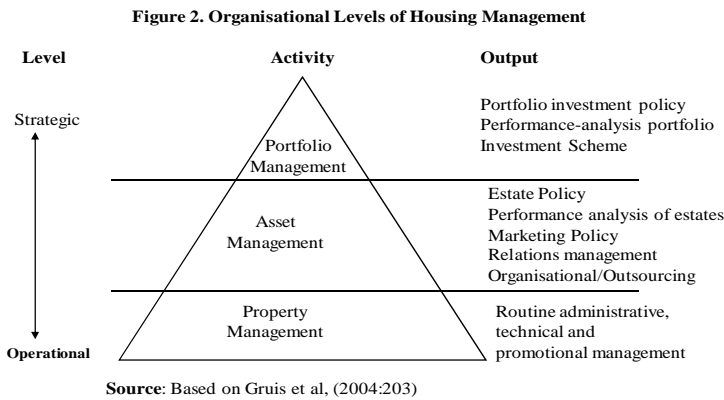 Figure 2. Organisational Levels of Housing Management
Level
Activity
Output
Strategic
Portfolio
Management
Portfolio investment policy
Performance-analysis portfolio
Investment Scheme
Asset
Management
Estate Policy
Performance analysis of estates
Marketing Policy
Relations management
Organisational/Outsourcing
Operational
Property
Management
Routine administrative,
technical and
promotional management
Source: Based on Gruis et al, (2004:203)